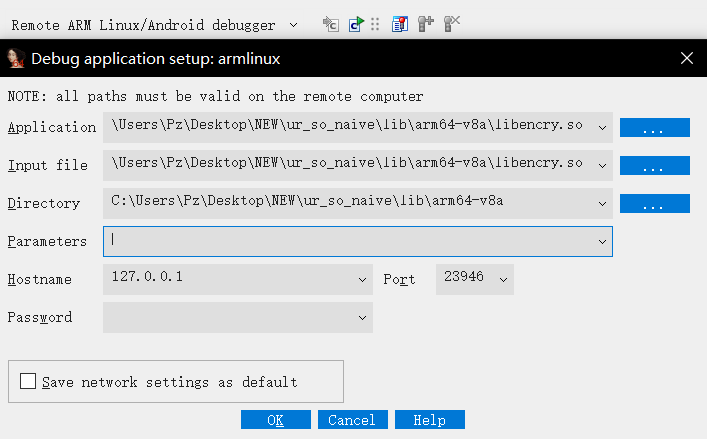 Remote ARM Linux/Android debugger
Debug application setup: armlinux
NOTE: all paths must be valid on the remote computer
Application \Users\Pz\Desktop\NEW\ur_so_naive\lib\arm64-v8a\libencry.so ...
Input file \Users\Pz\Desktop\NEW\ur_so_naive\lib\arm64-v8a\libencry.so ...
Directory C:\Users\Pz\Desktop\NEW\ur_so_naive\lib\arm64-v8a ...
Parameters
Hostname 127.0.0.1 Port 23946
Password
Save network settings as default
OK Cancel Help